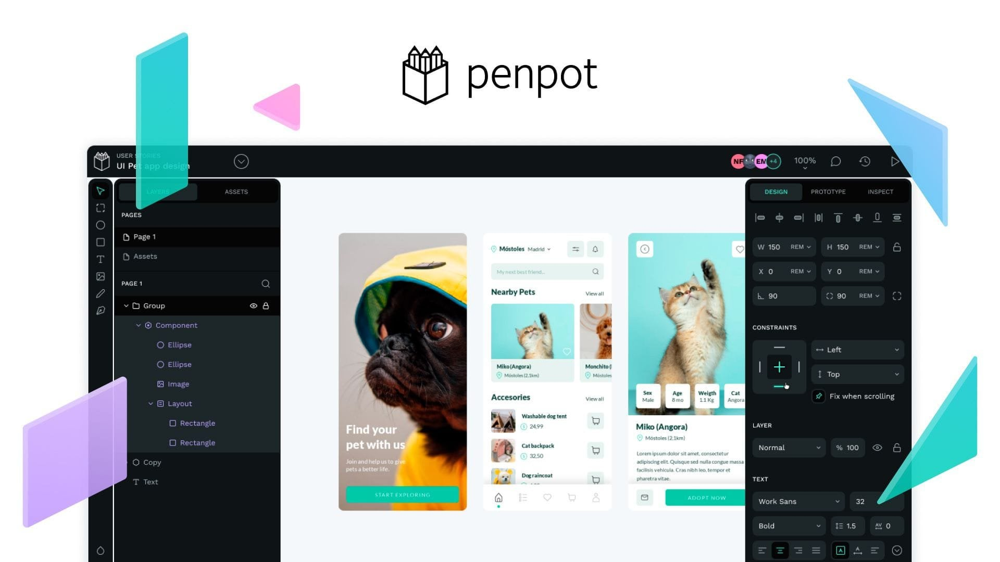 penpot
USER STORIES
UI Pet app design
NF
EM
+4
100%
LAYERS
ASSETS
PAGES
Page 1
Assets
PAGE 1
Group
Component
Ellipse
Ellipse
Image
Layout
Rectangle
Rectangle
Copy
Text
Find your
pet with us
Join and help us to give
pets a better life.
START EXPLORING
Móstoles Madrid
My next best friend...
Nearby Pets
View all
Miko (Angora)
Móstoles (2,1km)
Monchito (
Móstoles
Accesories
View all
Washable dog tent
24,99
Cat backpack
32,50
Dog raincoat
Sex
Male
Age
8 mo
Weigth
1.1 Kg
Cat
Angora
Miko (Angora)
Móstoles (2,1km)
Lorem ipsum dolor sit amet, consectetur
adipiscing elit. Quisque sed nulla congue massa
facilisis vehicula. Cras nibh leo, tempor et
pharetra vitae.
ADOPT NOW
DESIGN
PROTOTYPE
INSPECT
W 150 REM
H 150 REM
X 0 REM
Y 0 REM
90
90 REM
CONSTRAINTS
Left
Top
Fix when scrolling
LAYER
Normal
% 100
TEXT
Work Sans
32
Bold
1.5
AV 0
A
A